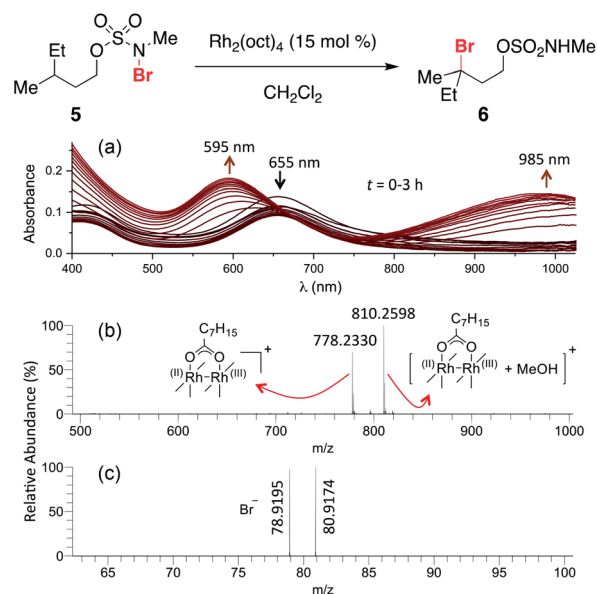 Et
O
O
S
O
N
Me
Br
Me
5
Rh₂(oct)₄ (15 mol %)
CH₂Cl₂
Br
OSO₂NHMe
Me
Et
6
(a)
595 nm
655 nm
t = 0-3 h
985 nm
Absorbance
0.2
0.1
0.0
400 500 600 700 800 900 1000
λ (nm)
Relative Abundance (%)
(b)
100
50
0
C₇H₁₅
O O
(II) Rh–Rh (III)
+
778.2330
810.2598
C₇H₁₅
O O
(II) Rh–Rh (III) + MeOH
+
500 600 700 800 900 1000
m/z
(c)
100
50
0
Br⁻
78.9195
80.9174
65 70 75 80 85 90 95 100
m/z